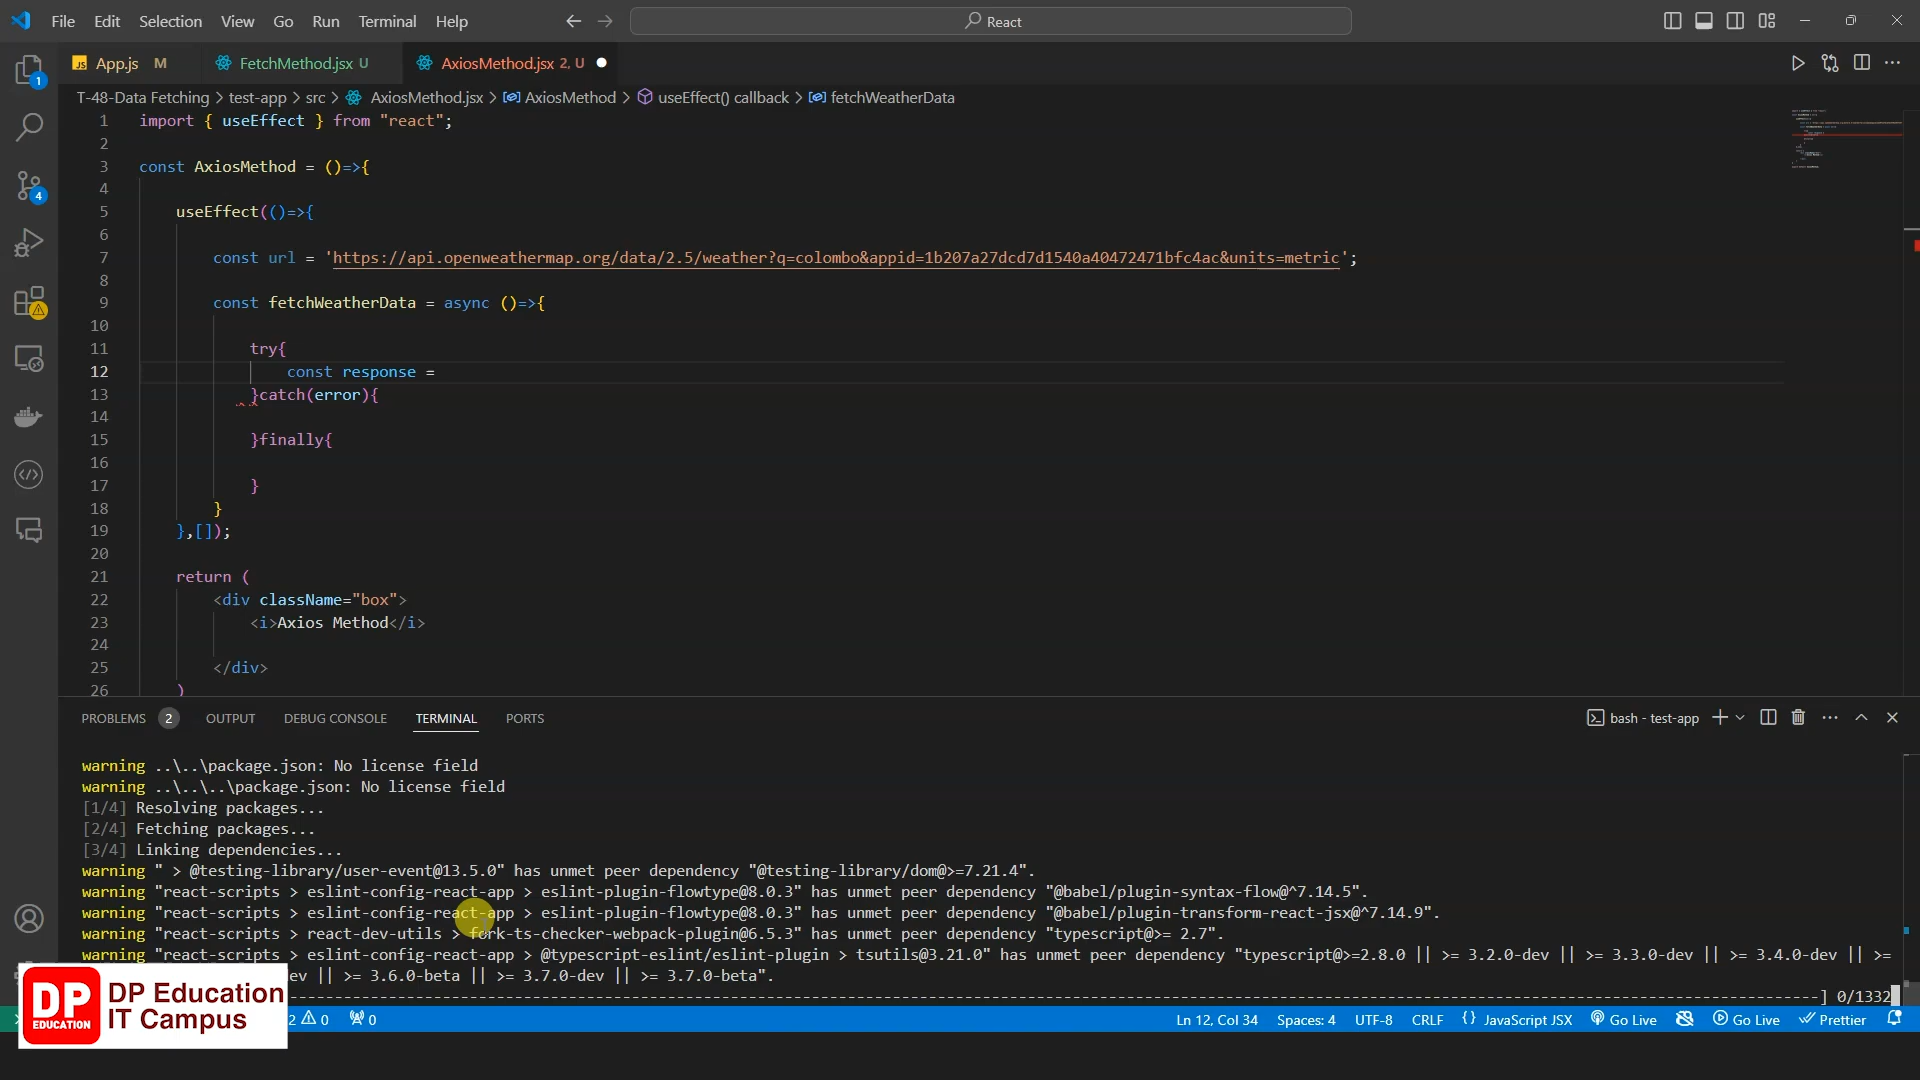 File Edit Selection View Go Run Terminal Help
React
App.js M
FetchMethod.jsx U
AxiosMethod.jsx 2, U
T-48-Data Fetching > test-app > src > AxiosMethod.jsx > AxiosMethod > useEffect() callback > fetchWeatherData
1 import { useEffect } from "react";
2
3 const AxiosMethod = ()=>{
4
5 useEffect(()=>{
6
7 const url = 'https://api.openweathermap.org/data/2.5/weather?q=colombo&appid=1b207a27dcd7d1540a40472471bfc4ac&units=metric';
8
9 const fetchWeatherData = async ()=>{
10
11 try{
12 const response =
13 }catch(error){
14
15 }finally{
16
17 }
18 }
19 },[]);
20
21 return (
22 <div className="box">
23 <i>Axios Method</i>
24
25 </div>
26 )
PROBLEMS 2 OUTPUT DEBUG CONSOLE TERMINAL PORTS
bash - test-app
warning ..\..\package.json: No license field
warning ..\..\..\package.json: No license field
[1/4] Resolving packages...
[2/4] Fetching packages...
[3/4] Linking dependencies...
warning " > @testing-library/user-event@13.5.0" has unmet peer dependency "@testing-library/dom@>=7.21.4".
warning "react-scripts > eslint-config-react-app > eslint-plugin-flowtype@8.0.3" has unmet peer dependency "@babel/plugin-syntax-flow@^7.14.5".
warning "react-scripts > eslint-config-react-app > eslint-plugin-flowtype@8.0.3" has unmet peer dependency "@babel/plugin-transform-react-jsx@^7.14.9".
warning "react-scripts > react-dev-utils > fork-ts-checker-webpack-plugin@6.5.3" has unmet peer dependency "typescript@>= 2.7".
warning "react-scripts > eslint-config-react-app > @typescript-eslint/eslint-plugin > tsutils@3.21.0" has unmet peer dependency "typescript@>=2.8.0 || >= 3.2.0-dev || >= 3.3.0-dev || >= 3.4.0-dev || >=
ev || >= 3.6.0-beta || >= 3.7.0-dev || >= 3.7.0-beta".
] 0/1332
DP EDUCATION
DP Education
IT Campus
2 0 0
Ln 12, Col 34 Spaces: 4 UTF-8 CRLF {} JavaScript JSX Go Live Go Live Prettier